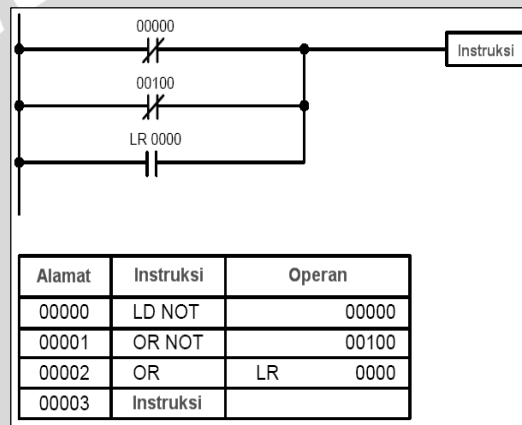 00000
Instruksi
00100
LR 0000
Alamat Instruksi Operan
00000 LD NOT 00000
00001 OR NOT 00100
00002 OR LR 0000
00003 Instruksi